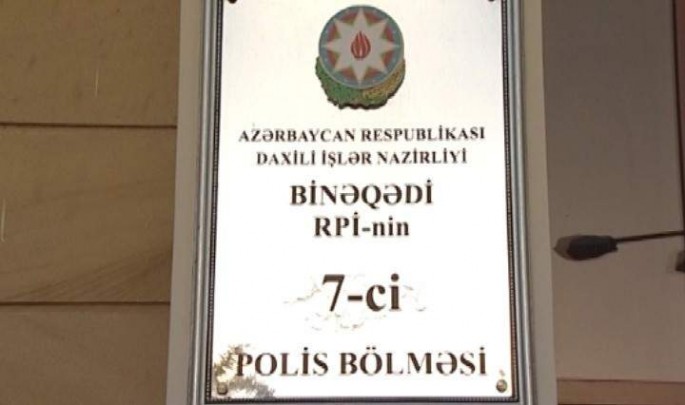 AZƏRBAYCAN RESPUBLİKASI
DAXİLİ İŞLƏR NAZİRLİYİ
BİNƏQƏDİ
RPİ-nin
7-ci
POLİS BÖLMƏSİ